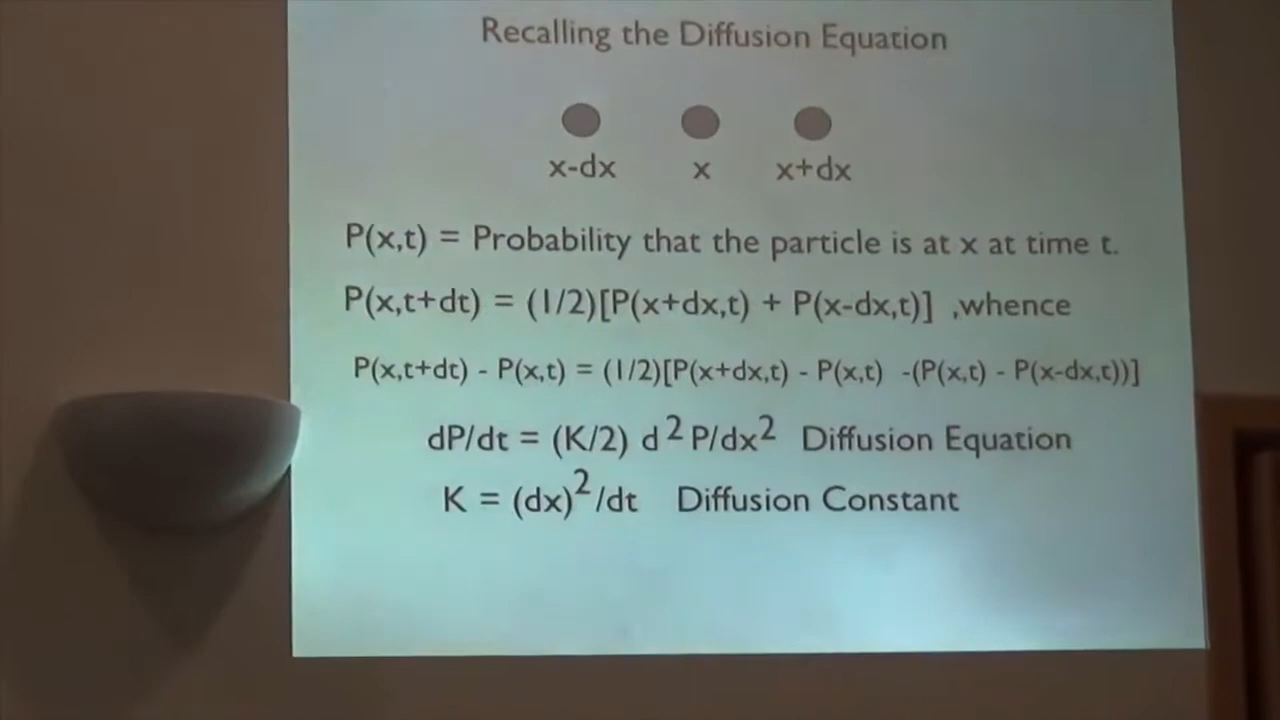 Recalling the Diffusion Equation
x-dx x x+dx
P(x,t) = Probability that the particle is at x at time t.
P(x,t+dt) = (1/2)[P(x+dx,t) + P(x-dx,t)] ,whence
P(x,t+dt) - P(x,t) = (1/2)[P(x+dx,t) - P(x,t) -(P(x,t) - P(x-dx,t))]
dP/dt = (K/2) d²P/dx² Diffusion Equation
K = (dx)²/dt Diffusion Constant